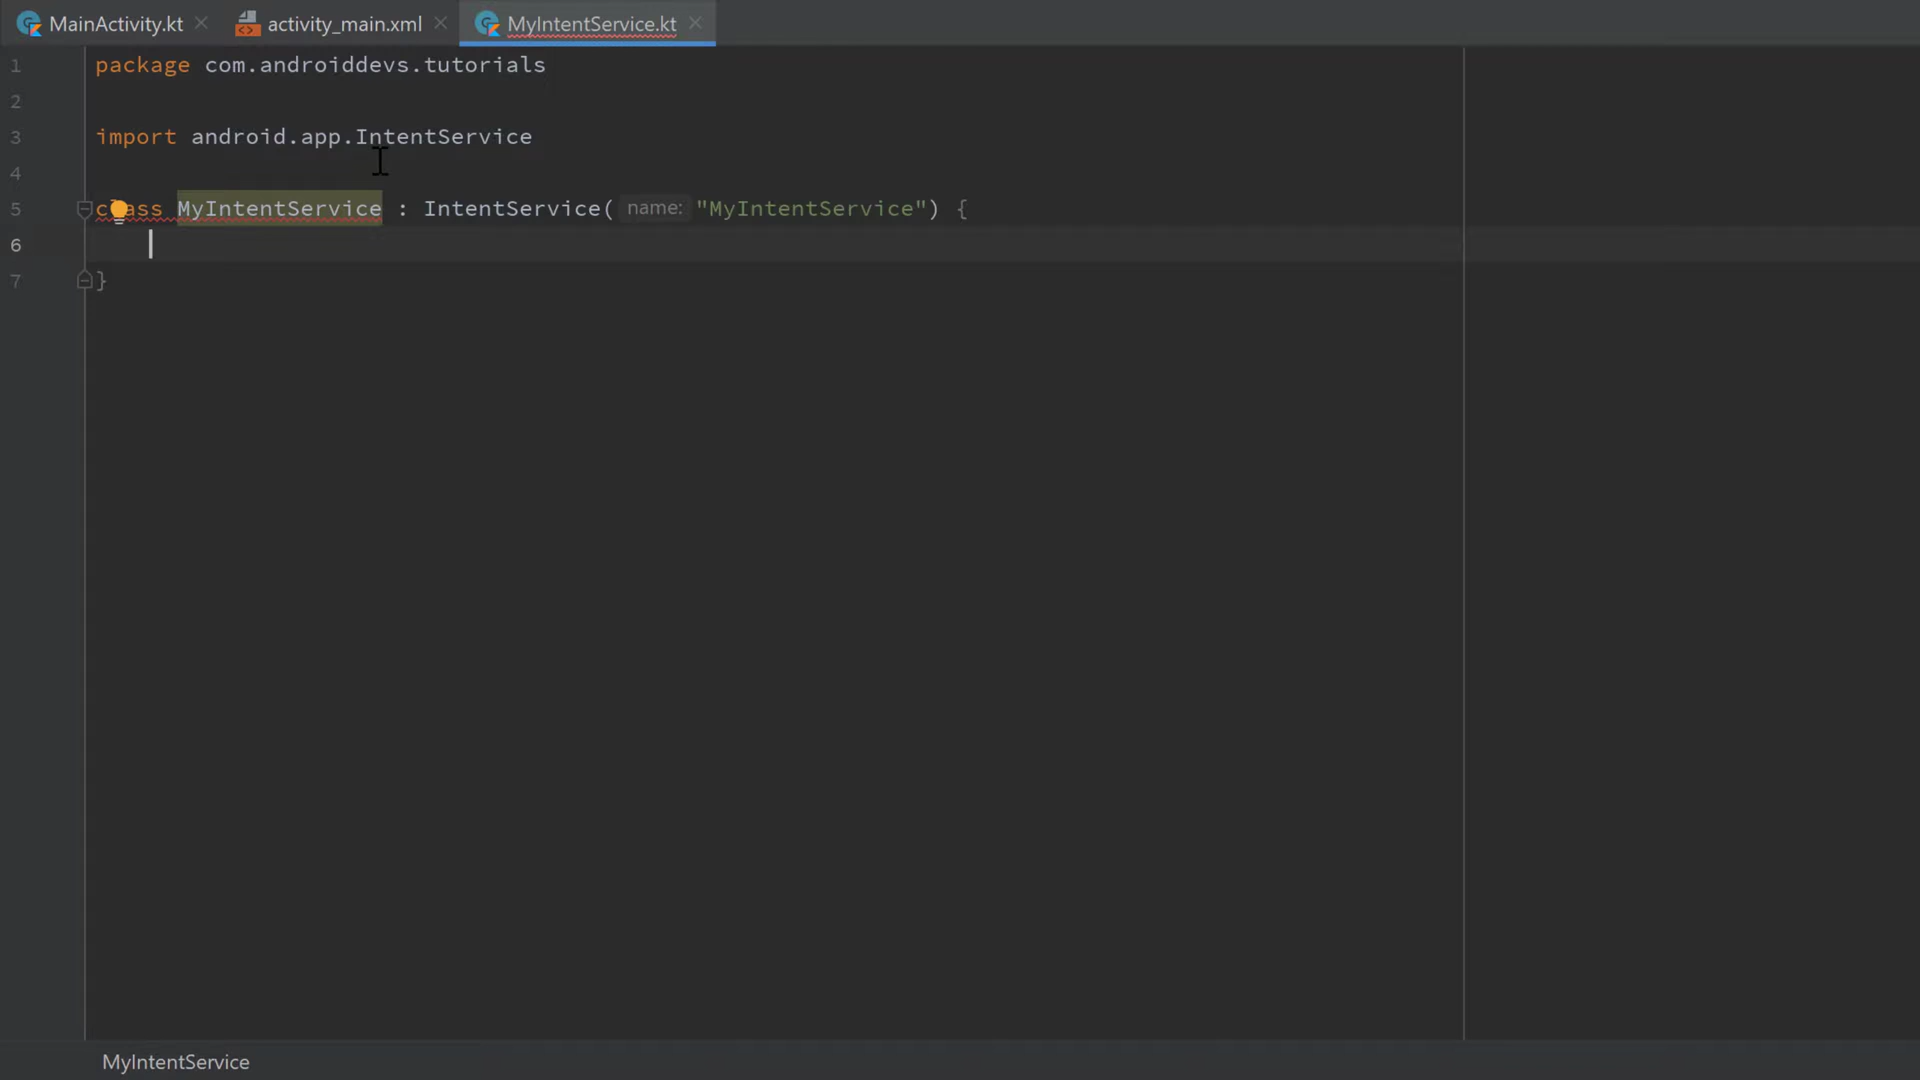 MainActivity.kt activity_main.xml MyIntentService.kt
1 package com.androiddevs.tutorials
2
3 import android.app.IntentService
4
5 class MyIntentService : IntentService( name: "MyIntentService") {
6
7 }
MyIntentService